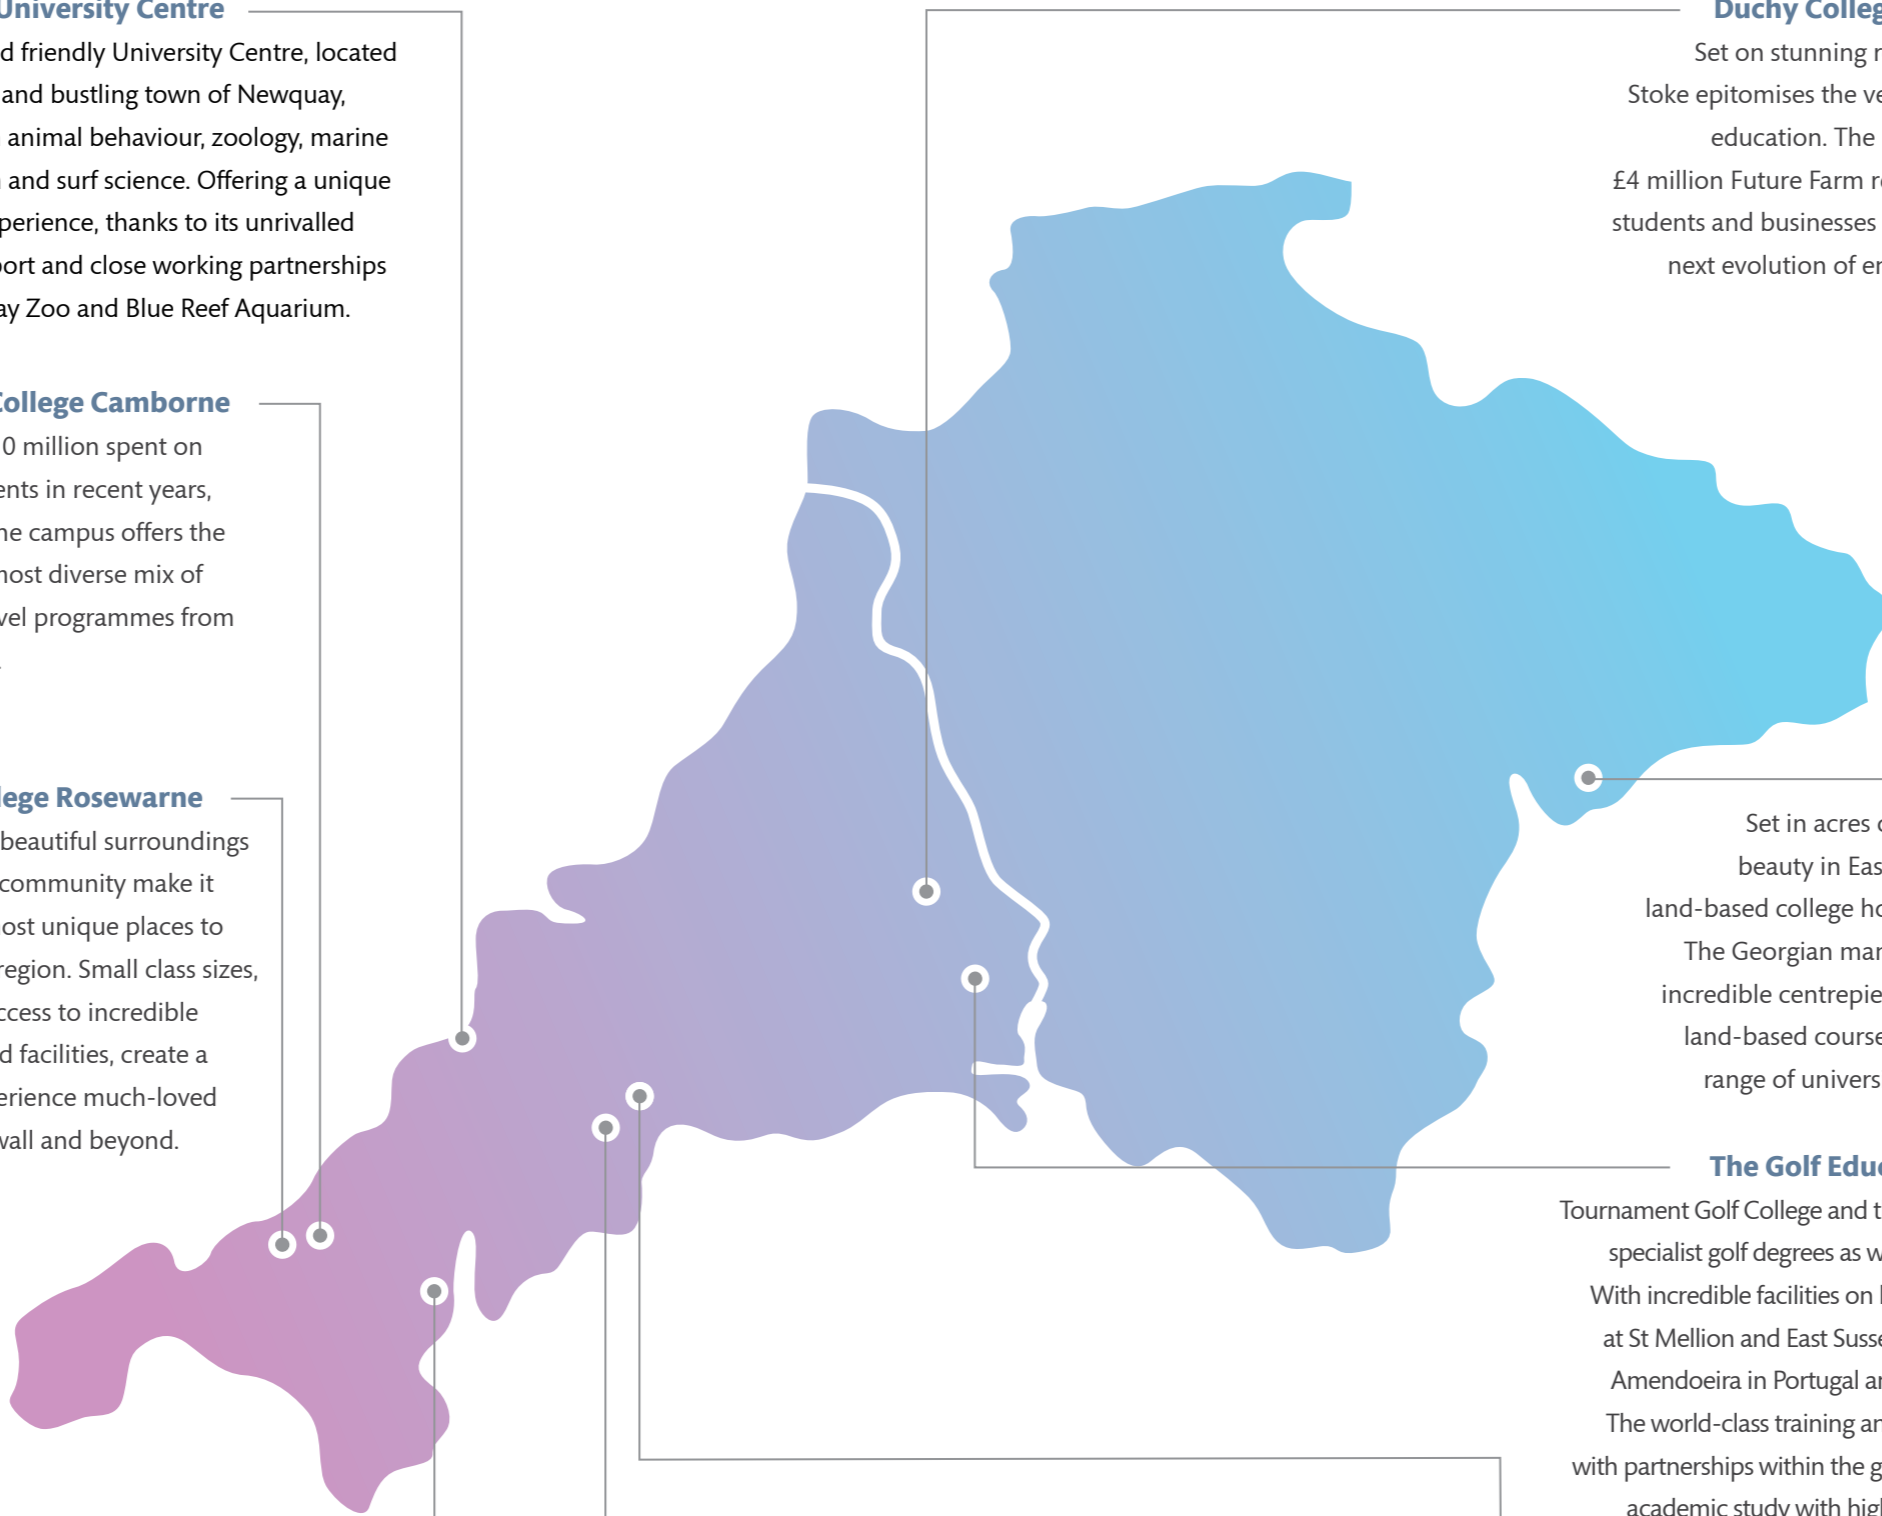 University Centre
d friendly University Centre, located
and bustling town of Newquay,
animal behaviour, zoology, marine
and surf science. Offering a unique
perience, thanks to its unrivalled
ort and close working partnerships
ay Zoo and Blue Reef Aquarium.
College Camborne
0 million spent on
ents in recent years,
ne campus offers the
most diverse mix of
vel programmes from
lege Rosewarne
beautiful surroundings
community make it
ost unique places to
region. Small class sizes,
ccess to incredible
d facilities, create a
erience much-loved
wall and beyond.
Duchy Colleg
Set on stunning r
Stoke epitomises the ve
education. The
£4 million Future Farm r
students and businesses
next evolution of e
Set in acres
beauty in Eas
land-based college ho
The Georgian ma
incredible centrepie
land-based course
range of univers
The Golf Educ
Tournament Golf College and t
specialist golf degrees as w
With incredible facilities on
at St Mellion and East Susse
Amendoeira in Portugal a
The world-class training an
with partnerships within the g
academic study with hig